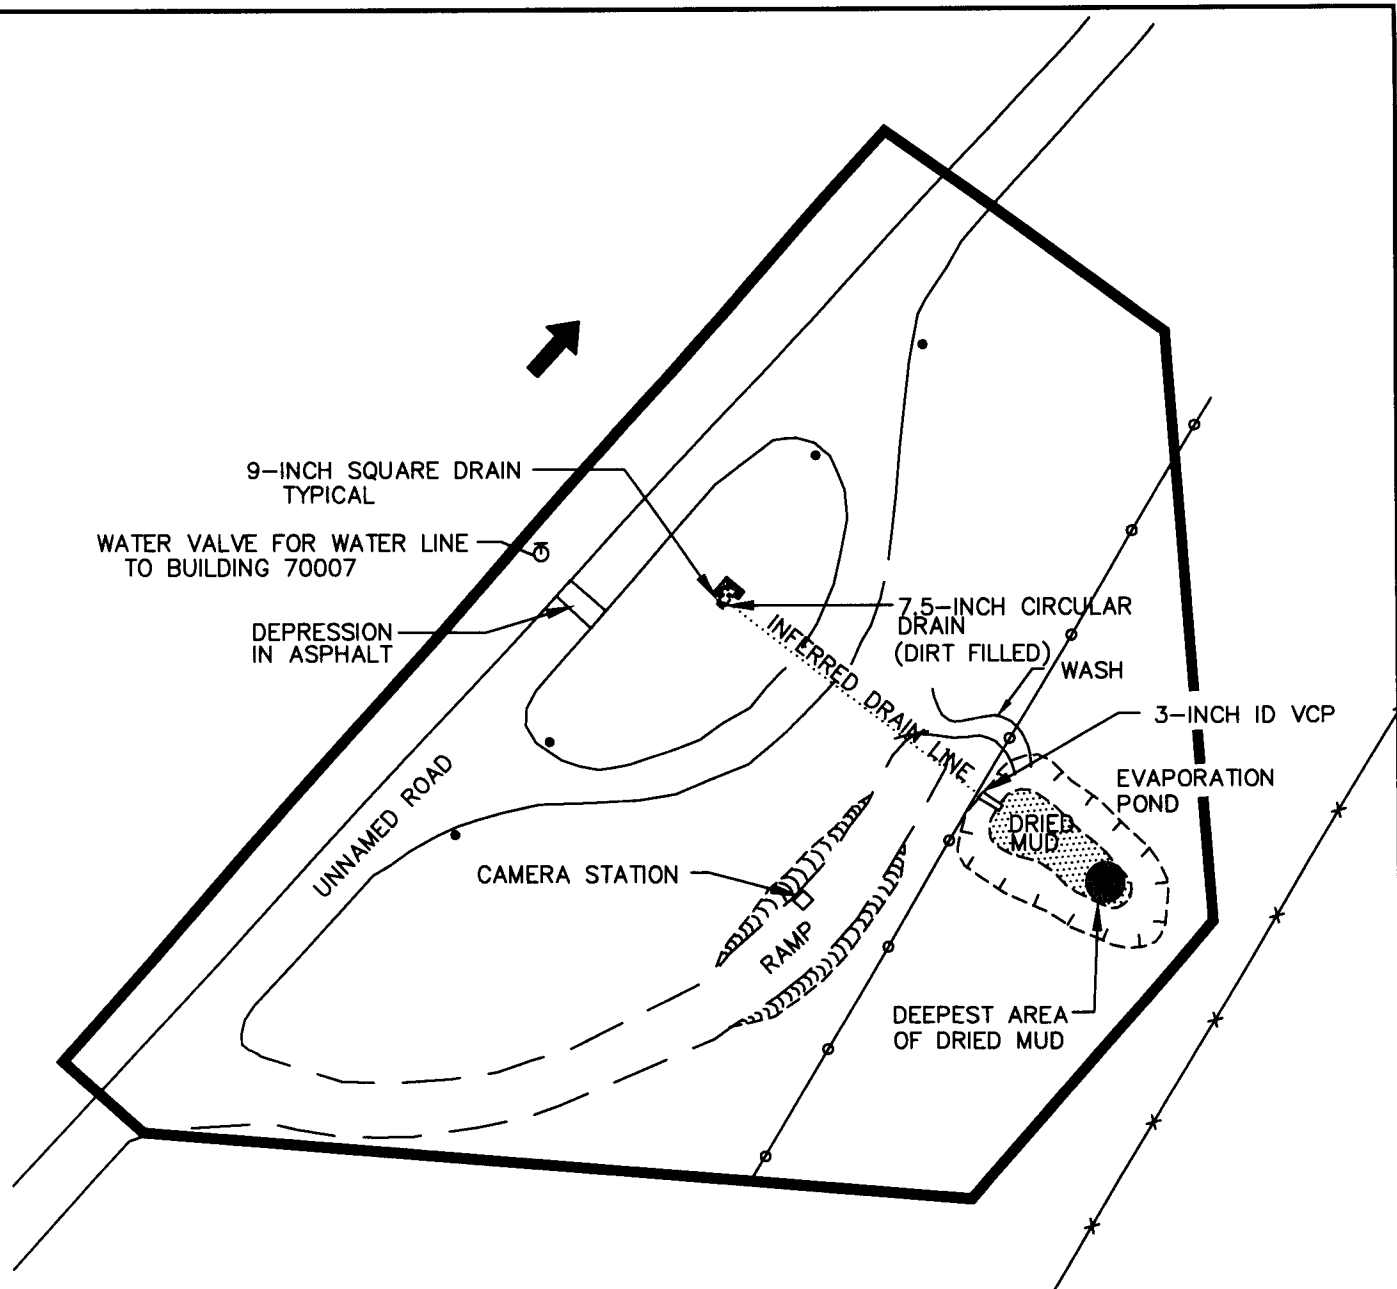 9-INCH SQUARE DRAIN
TYPICAL
WATER VALVE FOR WATER LINE
TO BUILDING 70007
DEPRESSION
IN ASPHALT
7.5-INCH CIRCULAR
DRAIN
(DIRT FILLED)
WASH
INFERRED DRAIN LINE
3-INCH ID VCP
EVAPORATION
POND
DRIED
MUD
UNNAMED ROAD
CAMERA STATION
RAMP
DEEPEST AREA
OF DRIED MUD